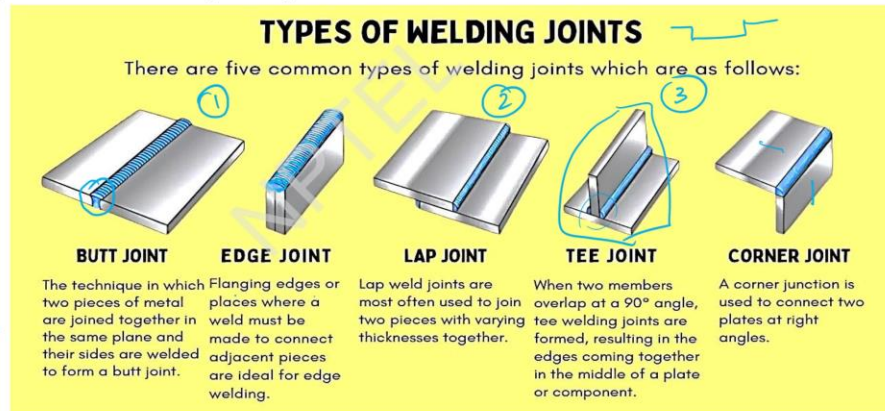 TYPES OF WELDING JOINTS
There are five common types of welding joints which are as follows:
1
2
3
NPTEL
BUTT JOINT
The technique in which
two pieces of metal
are joined together in
the same plane and
their sides are welded
to form a butt joint.
EDGE JOINT
Flanging edges or
places where a
weld must be
made to connect
adjacent pieces
are ideal for edge
welding.
LAP JOINT
Lap weld joints are
most often used to join
two pieces with varying
thicknesses together.
TEE JOINT
When two members
overlap at a 90° angle,
tee welding joints are
formed, resulting in the
edges coming together
in the middle of a plate
or component.
CORNER JOINT
A corner junction is
used to connect two
plates at right
angles.